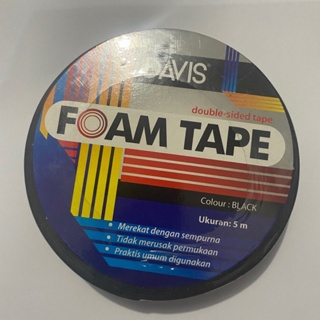 DAVIS
double-sided tape
FOAM TAPE
Colour : BLACK
Ukuran: 5 m
• Merekat dengan sempurna
• Tidak merusak permukaan
• Praktis umum digunakan